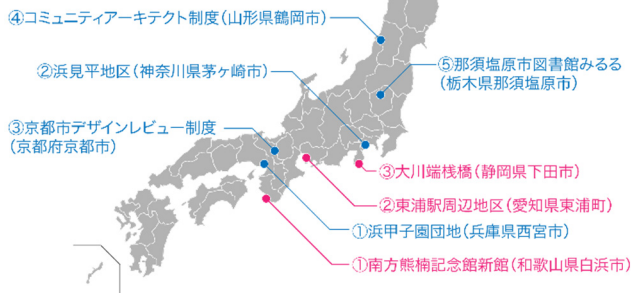 ④コミュニティアーキテクト制度（山形県鶴岡市）
②浜見平地区（神奈川県茅ヶ崎市）
⑤那須塩原市図書館みるる
（栃木県那須塩原市）
③京都市デザインレビュー制度
（京都府京都市）
③大川端桟橋（静岡県下田市）
②東浦駅周辺地区（愛知県東浦町）
①浜甲子園団地（兵庫県西宮市）
①南方熊楠記念館新館（和歌山県白浜市）